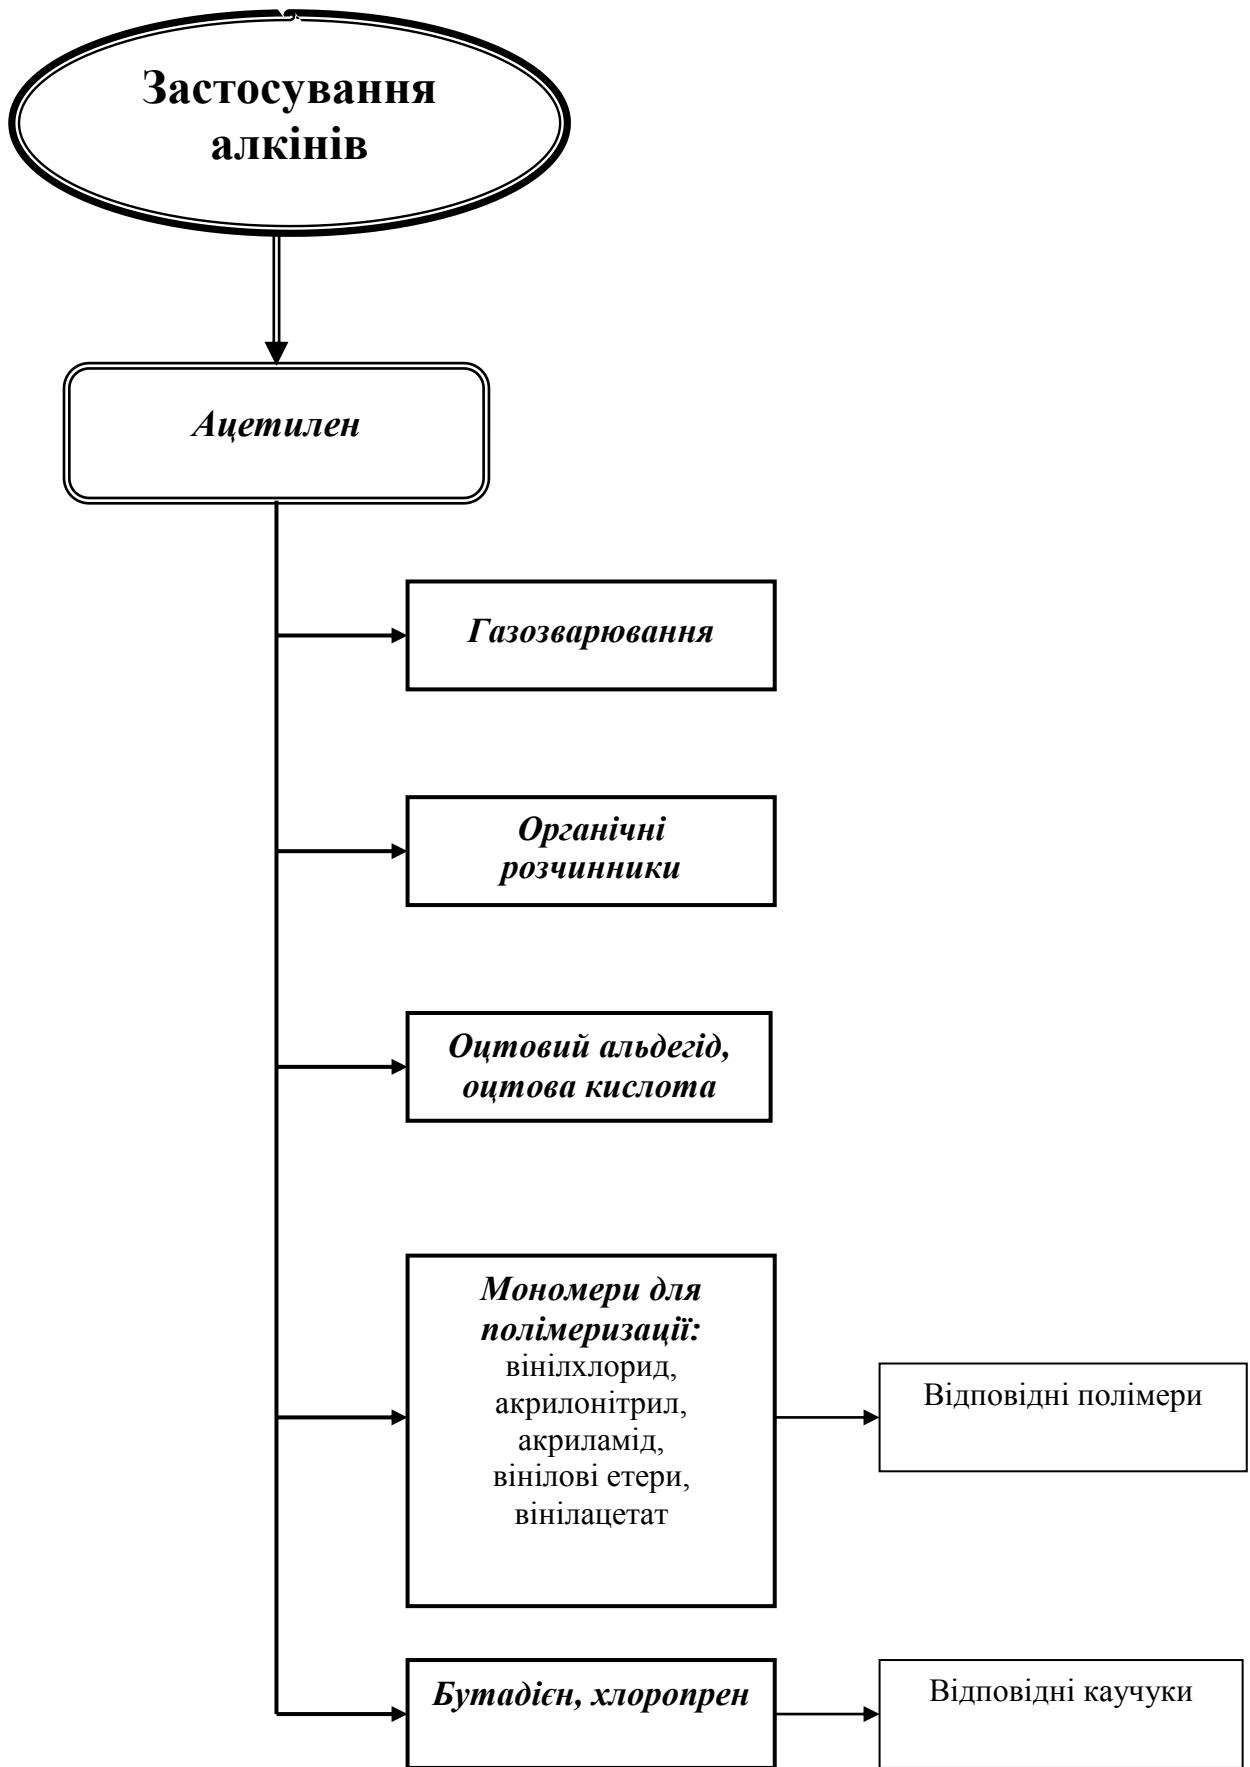 Застосування
алкінів
Ацетилен
Газозварювання
Органічні
розчинники
Оцтовий альдегід,
оцтова кислота
Мономери для
полімеризації:
вінілхлорид,
акрилонітрил,
акриламід,
вінілові етери,
вінілацетат
Відповідні полімери
Бутадієн, хлоропрен
Відповідні каучуки